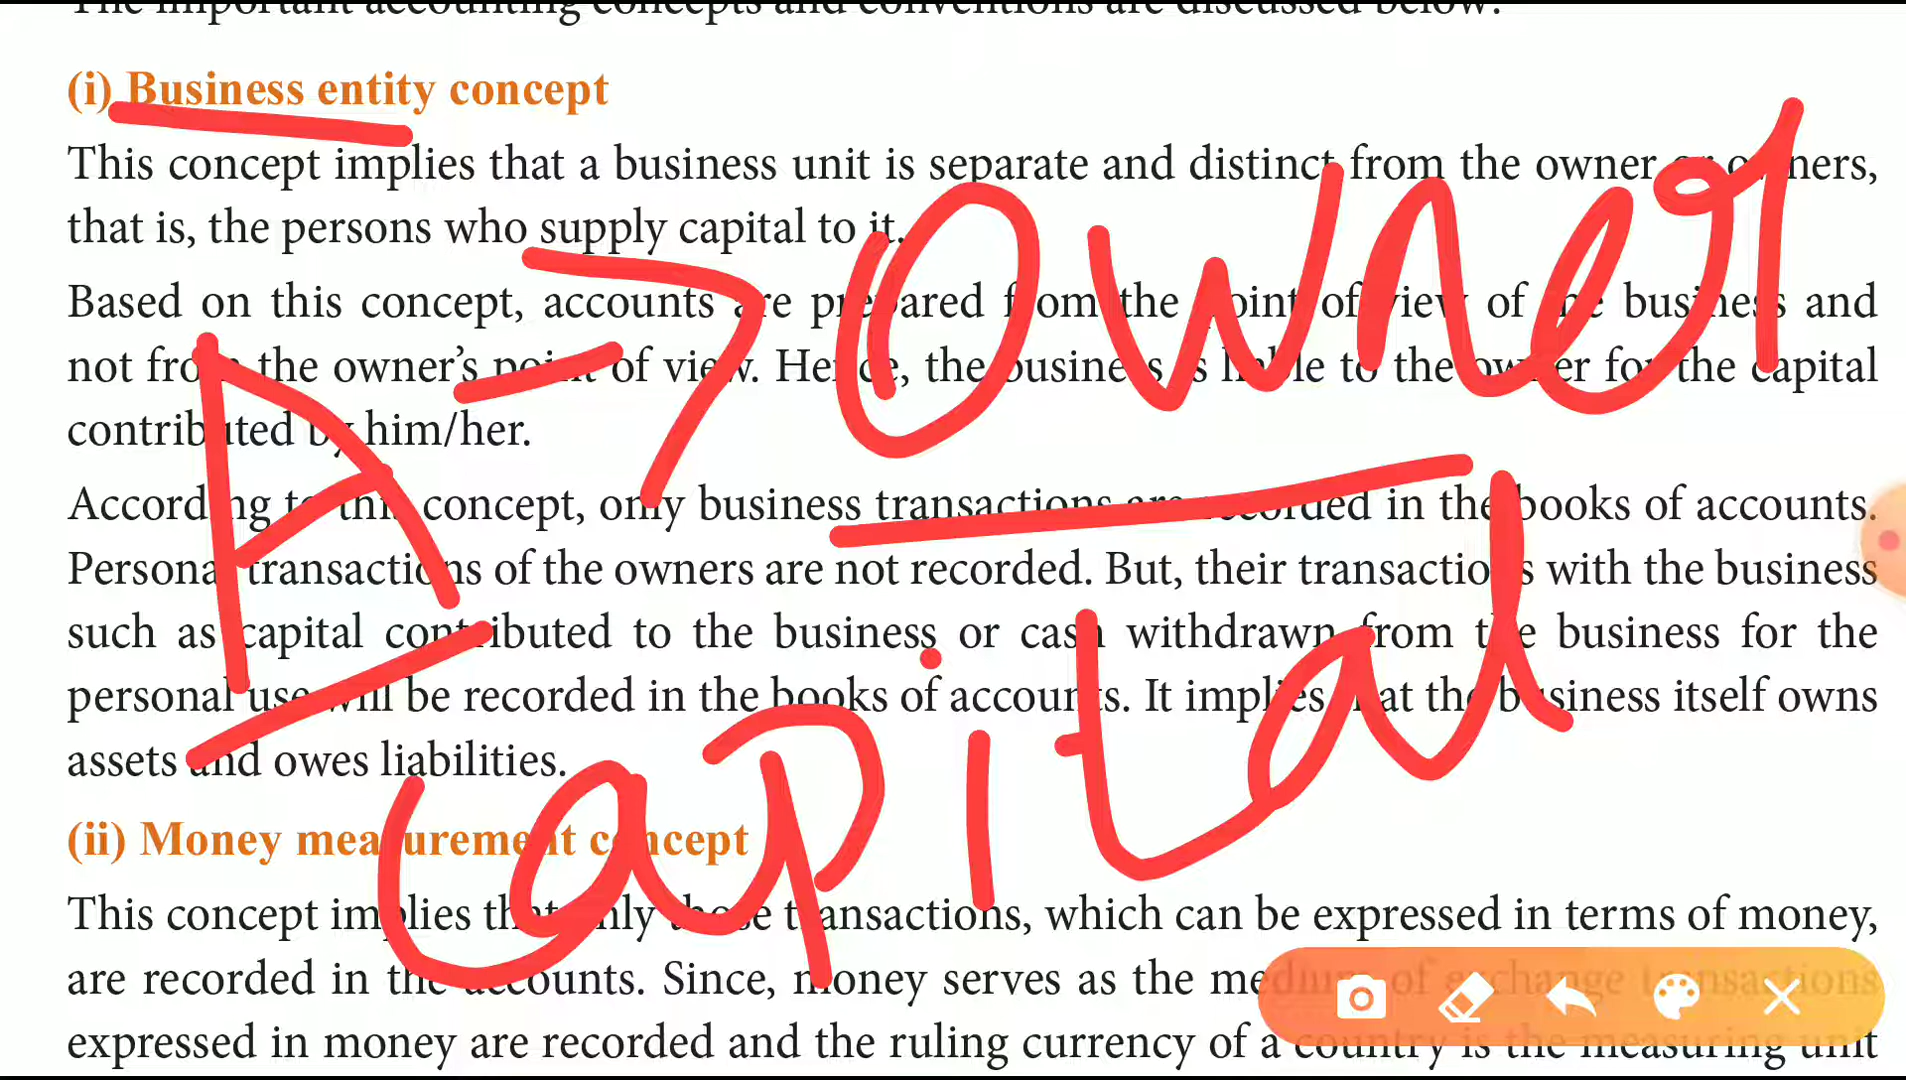 The important accounting concepts and conventions are discussed below:
(i) Business entity concept
This concept implies that a business unit is separate and distinct from the owner or owners,
that is, the persons who supply capital to it.
Based on this concept, accounts are prepared from the point of view of the business and
not from the owner's point of view. Hence, the business is liable to the owner for the capital
contributed by him/her.
According to this concept, only business transactions are recorded in the books of accounts.
Personal transactions of the owners are not recorded. But, their transactions with the business
such as capital contributed to the business or cash withdrawn from the business for the
personal use will be recorded in the books of accounts. It implies that the business itself owns
assets and owes liabilities.
(ii) Money measurement concept
This concept implies that only those transactions, which can be expressed in terms of money,
are recorded in the accounts. Since, money serves as the medium of exchange transactions
expressed in money are recorded and the ruling currency of a country is the measuring unit
A → Owner
Capital